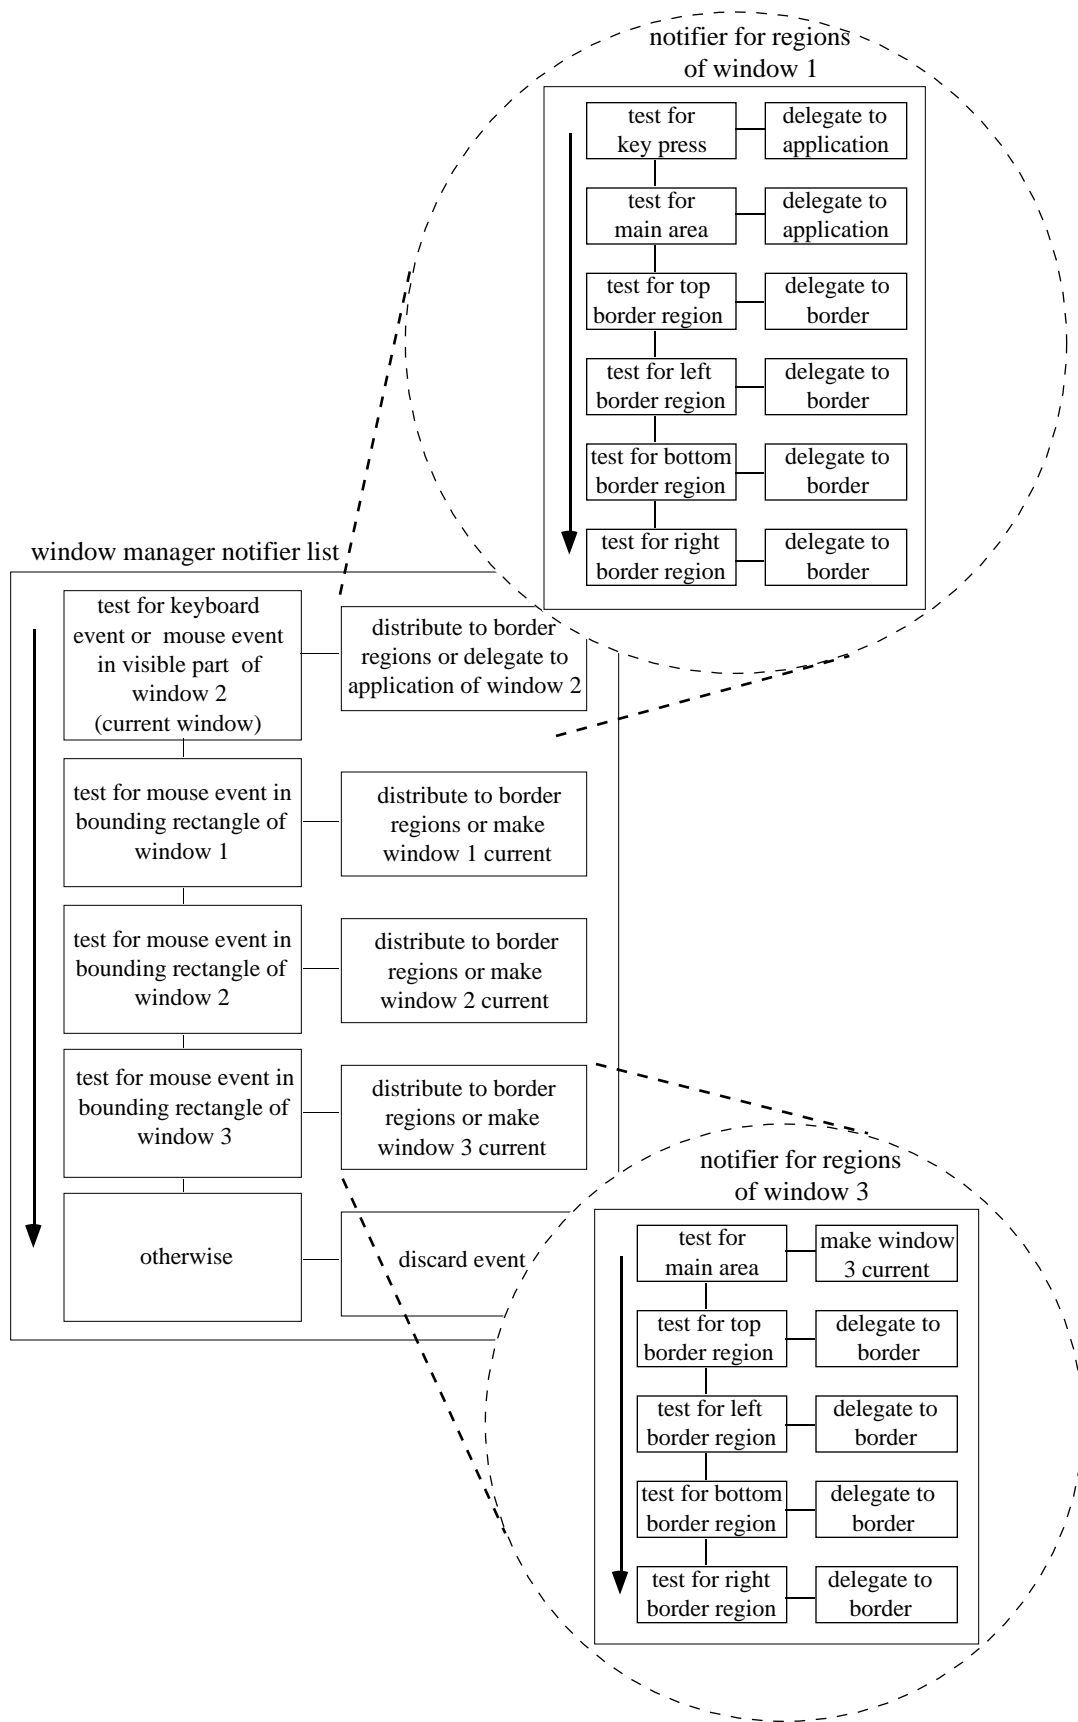 notifier for regions
of window 1
test for
key press
delegate to
application
test for
main area
delegate to
application
test for top
border region
delegate to
border
test for left
border region
delegate to
border
test for bottom
border region
delegate to
border
test for right
border region
delegate to
border
window manager notifier list
test for keyboard
event or mouse event
in visible part of
window 2
(current window)
distribute to border
regions or delegate to
application of window 2
test for mouse event in
bounding rectangle of
window 1
distribute to border
regions or make
window 1 current
test for mouse event in
bounding rectangle of
window 2
distribute to border
regions or make
window 2 current
test for mouse event in
bounding rectangle of
window 3
distribute to border
regions or make
window 3 current
otherwise
discard event
notifier for regions
of window 3
test for
main area
make window
3 current
test for top
border region
delegate to
border
test for left
border region
delegate to
border
test for bottom
border region
delegate to
border
test for right
border region
delegate to
border